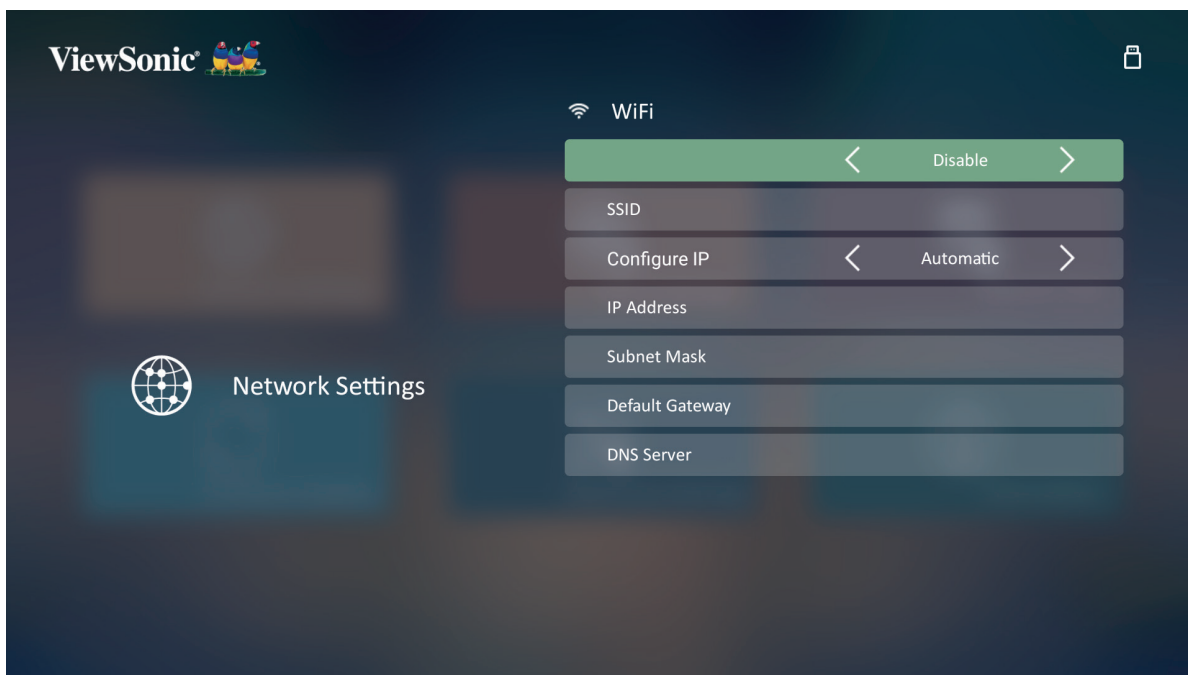 ViewSonic®
WiFi
Disable
SSID
Configure IP
Automatic
IP Address
Subnet Mask
Network Settings
Default Gateway
DNS Server